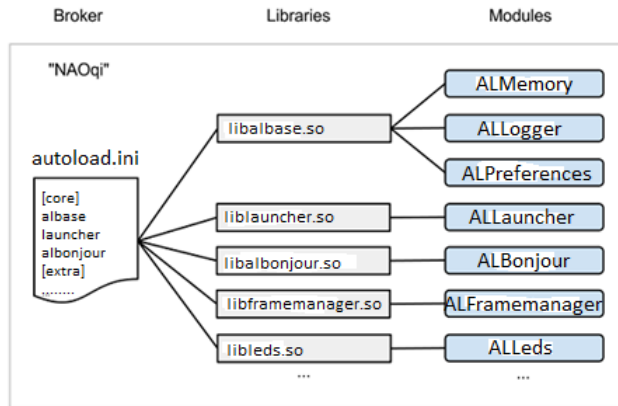 Broker Libraries Modules
"NAOqi"
ALMemory
libalbase.so ALLogger
autoload.ini
ALPreferences
[core]
albase
liblauncher.so ALLauncher
launcher
albonjour
libalbonjour.so ALBonjour
[extra]
.........
libframemanager.so ALFramemanager
libleds.so ALLeds
... ...